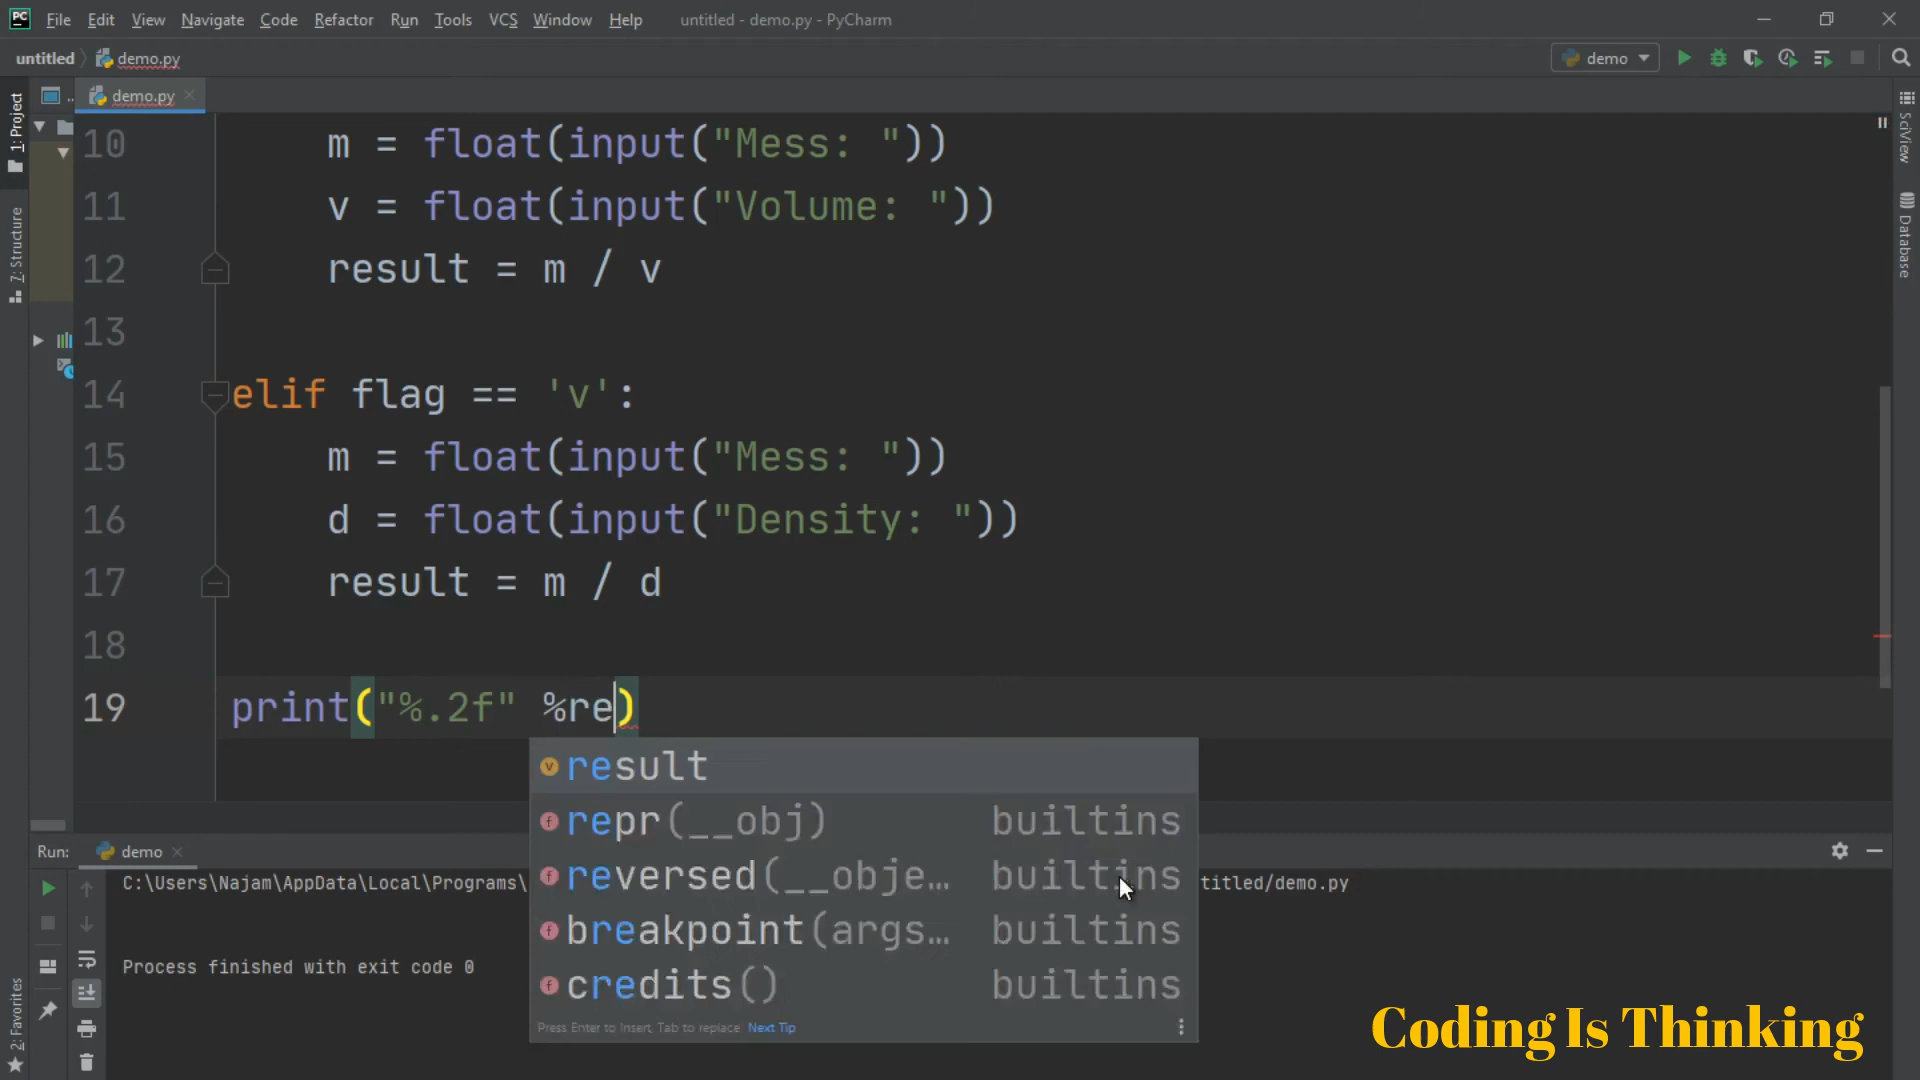 PC File Edit View Navigate Code Refactor Run Tools VCS Window Help untitled - demo.py - PyCharm
untitled demo.py demo
1: Project
7: Structure
2: Favorites
.. demo.py
10 m = float(input("Mess: "))
11 v = float(input("Volume: "))
12 result = m / v
13
14 elif flag == 'v':
15 m = float(input("Mess: "))
16 d = float(input("Density: "))
17 result = m / d
18
19 print("%.2f" %re)
v result
f repr(__obj) builtins
f reversed(__obje… builtins
f breakpoint(args… builtins
f credits() builtins
Press Enter to Insert, Tab to replace Next Tip
SciView
Database
Run: demo
C:\Users\Najam\AppData\Local\Programs\ titled/demo.py
Process finished with exit code 0
Coding Is Thinking